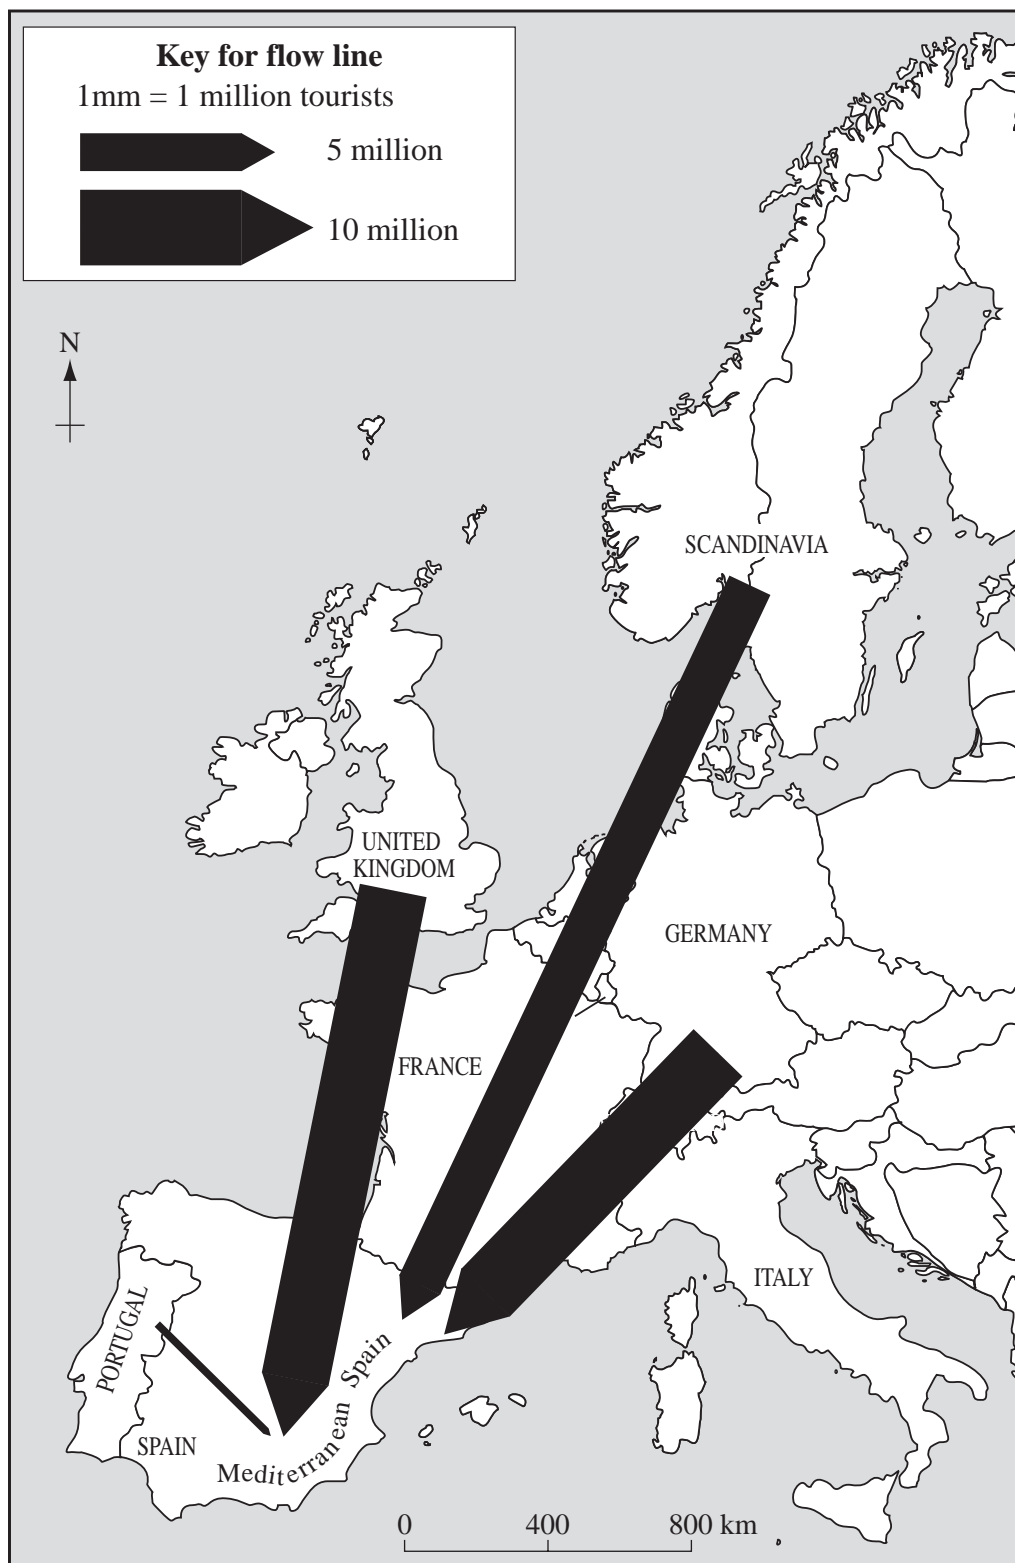 Key for flow line
1mm = 1 million tourists
5 million
10 million
N
SCANDINAVIA
UNITED
KINGDOM
GERMANY
FRANCE
ITALY
PORTUGAL
SPAIN
Mediterranean Spain
0 400 800 km